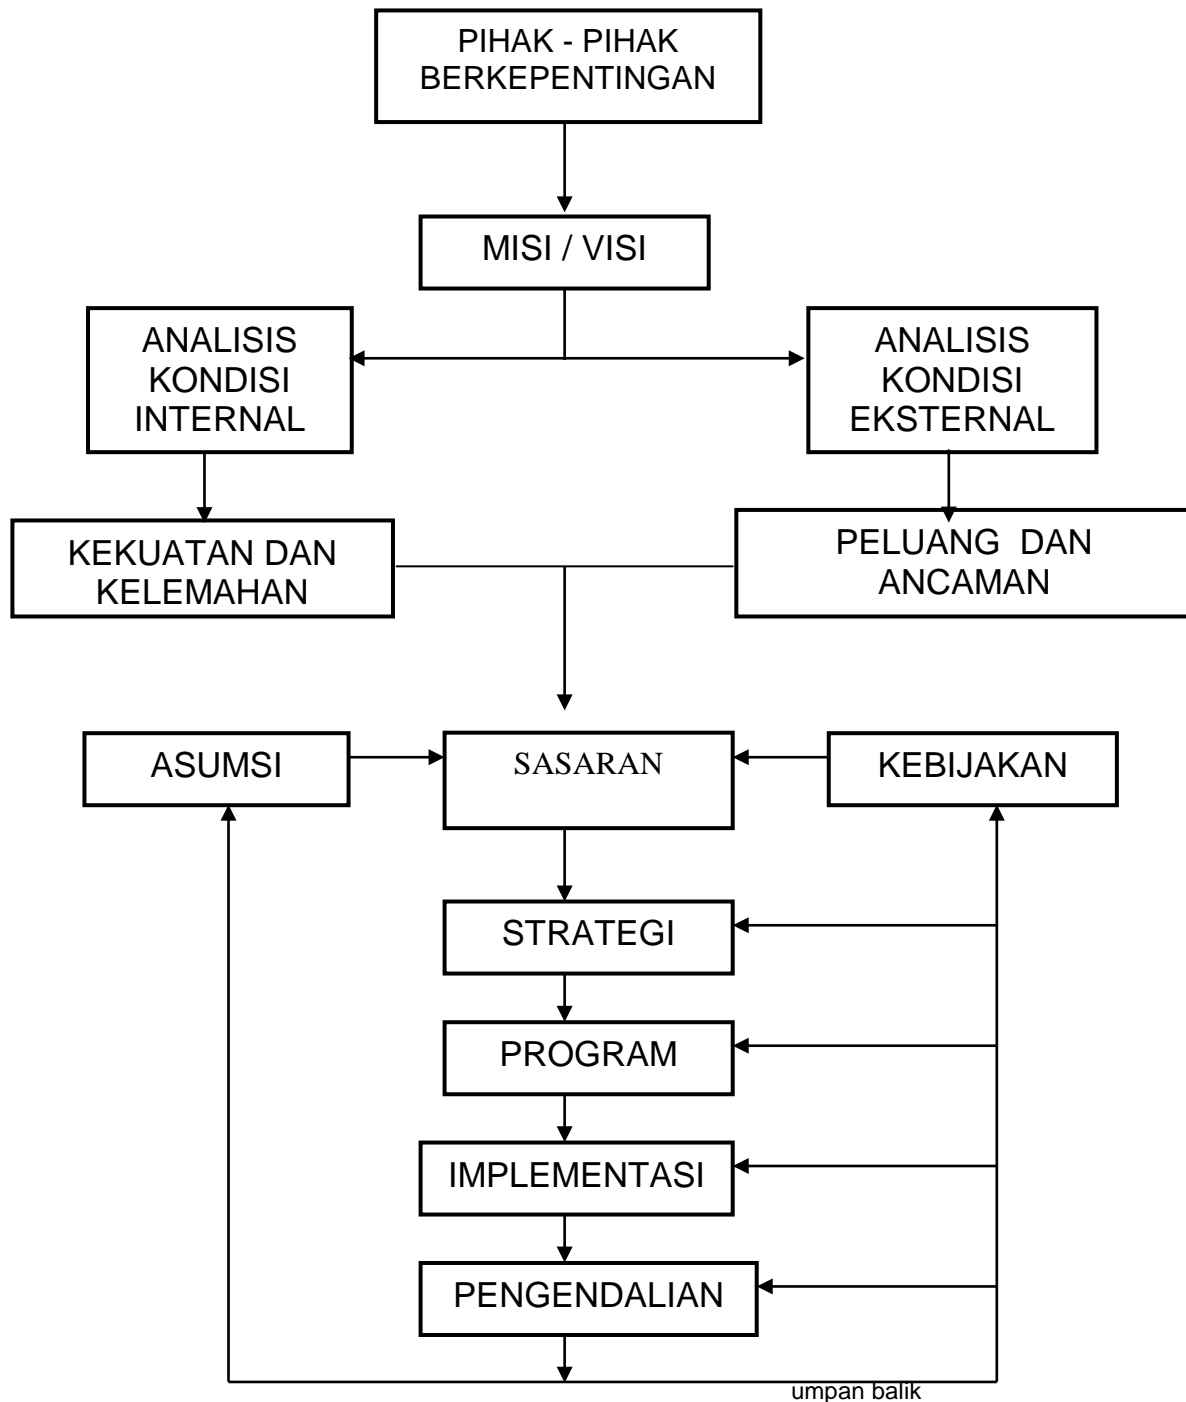 PIHAK - PIHAK
BERKEPENTINGAN
MISI / VISI
ANALISIS
KONDISI
INTERNAL
ANALISIS
KONDISI
EKSTERNAL
KEKUATAN DAN
KELEMAHAN
PELUANG DAN
ANCAMAN
ASUMSI
SASARAN
KEBIJAKAN
STRATEGI
PROGRAM
IMPLEMENTASI
PENGENDALIAN
umpan balik